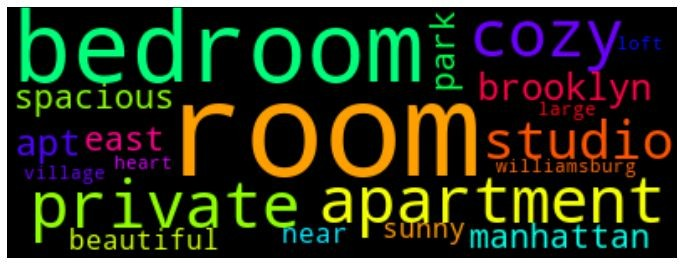 bedroom
park
cozy
loft
spacious
brooklyn
large
room
apt
east
studio
village
heart
williamsburg
private
apartment
beautiful
near
sunny
manhattan